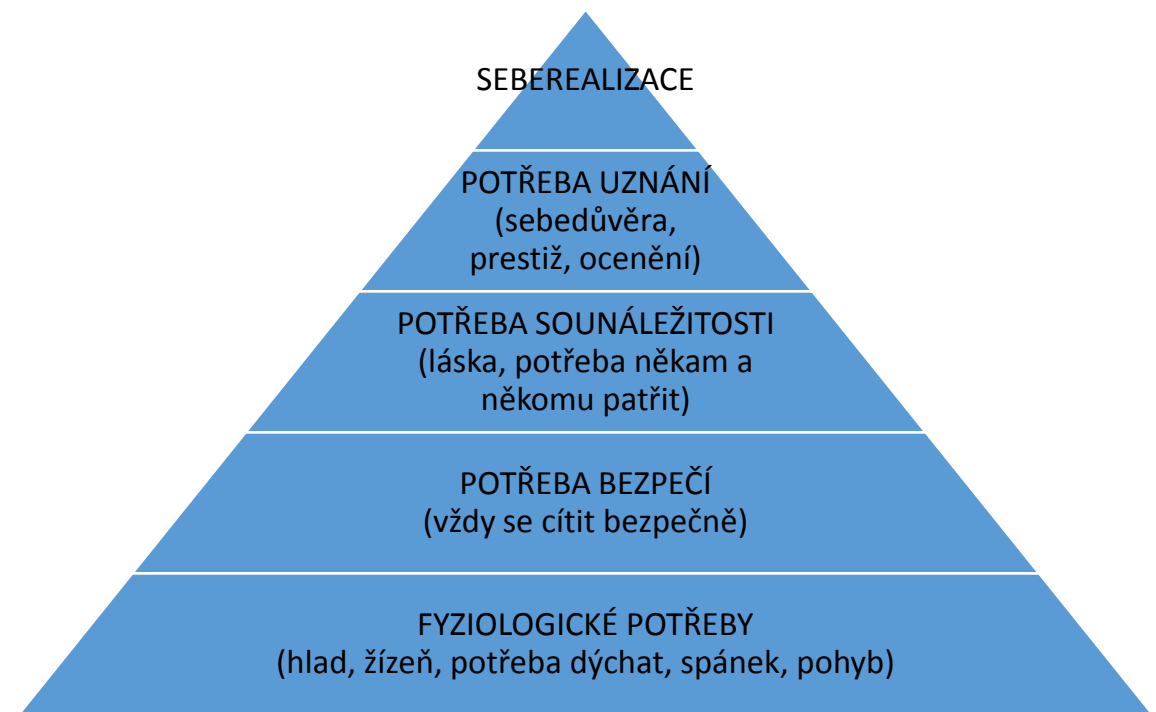 SEBEREALIZACE
POTŘEBA UZNÁNÍ
(sebedůvěra,
prestiž, ocenění)
POTŘEBA SOUNÁLEŽITOSTI
(láska, potřeba někam a
někomu patřit)
POTŘEBA BEZPEČÍ
(vždy se cítit bezpečně)
FYZIOLOGICKÉ POTŘEBY
(hlad, žízeň, potřeba dýchat, spánek, pohyb)